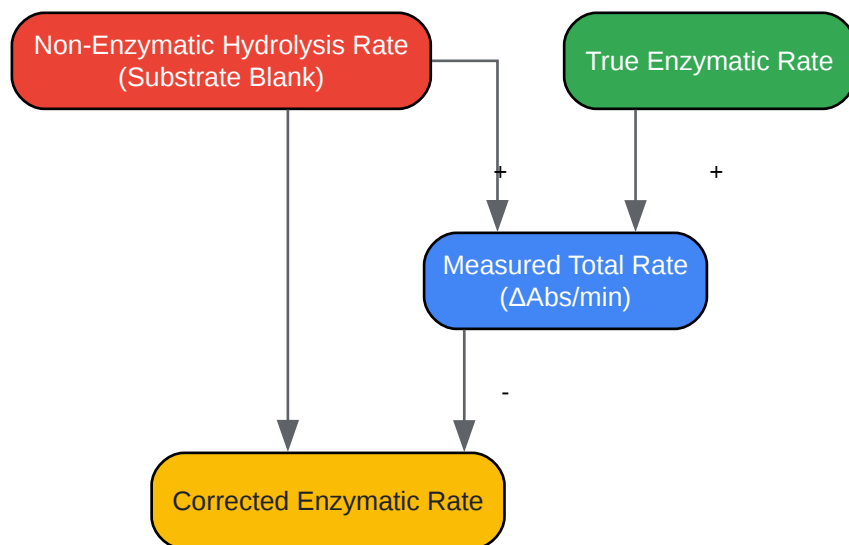 Non-Enzymatic Hydrolysis Rate
(Substrate Blank)
True Enzymatic Rate
+
+
Measured Total Rate
(ΔAbs/min)
-
Corrected Enzymatic Rate